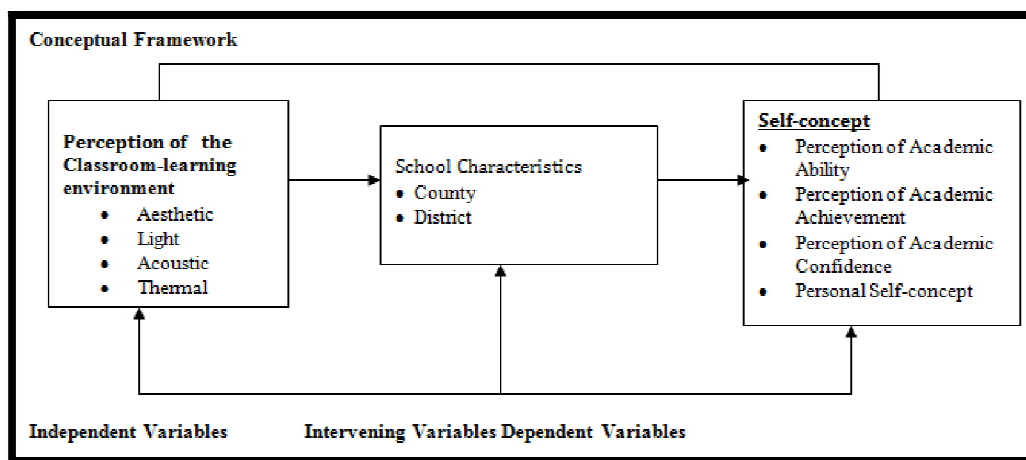 Conceptual Framework
Perception of the
Classroom-learning
environment
• Aesthetic
• Light
• Acoustic
• Thermal
School Characteristics
• County
• District
Self-concept
• Perception of Academic
Ability
• Perception of Academic
Achievement
• Perception of Academic
Confidence
• Personal Self-concept
Independent Variables
Intervening Variables Dependent Variables